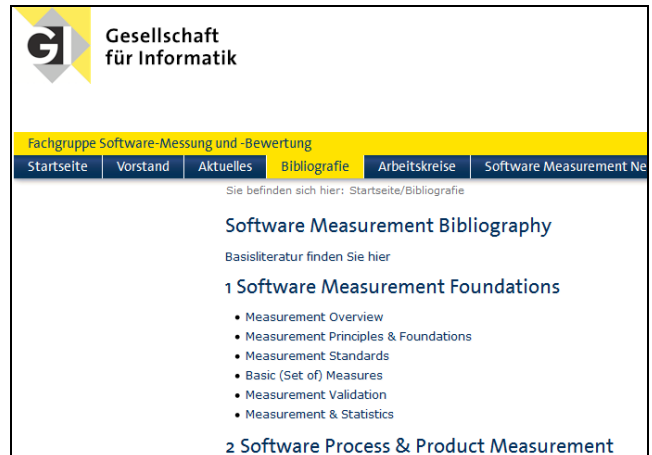 GI
Gesellschaft
für Informatik
Fachgruppe Software-Messung und -Bewertung
Startseite Vorstand Aktuelles Bibliografie Arbeitskreise Software Measurement Ne
Sie befinden sich hier: Startseite/Bibliografie
Software Measurement Bibliography
Basisliteratur finden Sie hier
1 Software Measurement Foundations
• Measurement Overview
• Measurement Principles & Foundations
• Measurement Standards
• Basic (Set of) Measures
• Measurement Validation
• Measurement & Statistics
2 Software Process & Product Measurement